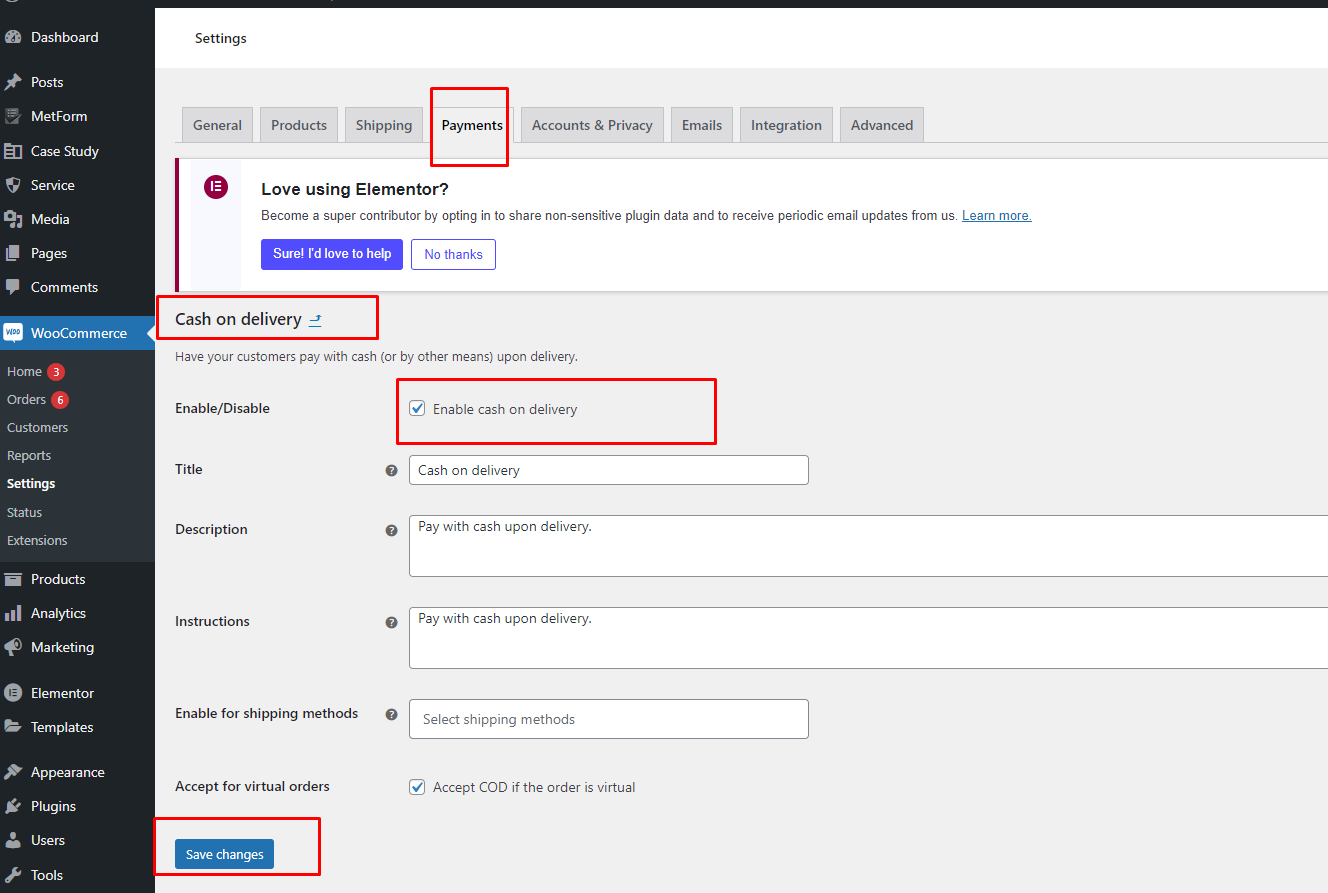 Dashboard
Posts
MetForm
Case Study
Service
Media
Pages
Comments
WooCommerce
Home 3
Orders 6
Customers
Reports
Settings
Status
Extensions
Products
Analytics
Marketing
Elementor
Templates
Appearance
Plugins
Users
Tools
Settings
General Products Shipping Payments Accounts & Privacy Emails Integration Advanced
Love using Elementor?
Become a super contributor by opting in to share non-sensitive plugin data and to receive periodic email updates from us. Learn more.
Sure! I'd love to help No thanks
Cash on delivery
Have your customers pay with cash (or by other means) upon delivery.
Enable/Disable Enable cash on delivery
Title ? Cash on delivery
Description ? Pay with cash upon delivery.
Instructions ? Pay with cash upon delivery.
Enable for shipping methods ? Select shipping methods
Accept for virtual orders Accept COD if the order is virtual
Save changes